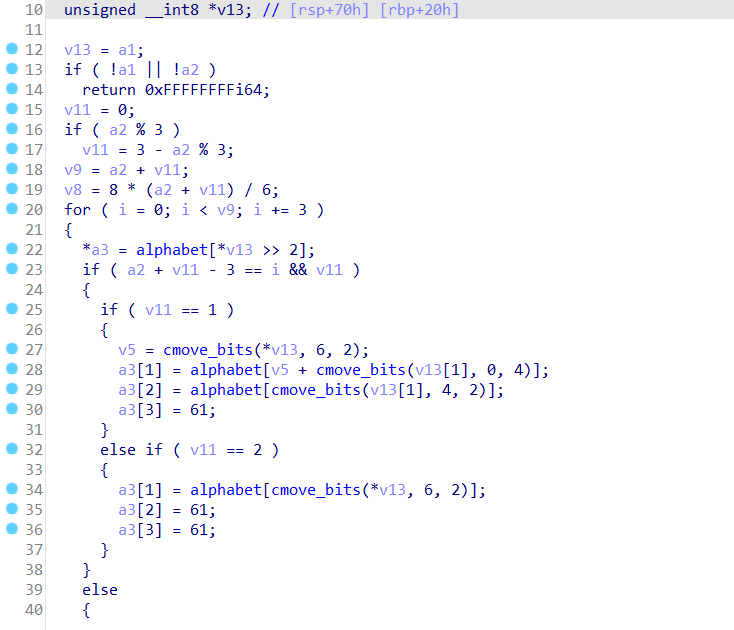 10 unsigned __int8 *v13; // [rsp+70h] [rbp+20h]
11
12 v13 = a1;
13 if ( !a1 || !a2 )
14 return 0xFFFFFFFFi64;
15 v11 = 0;
16 if ( a2 % 3 )
17 v11 = 3 - a2 % 3;
18 v9 = a2 + v11;
19 v8 = 8 * (a2 + v11) / 6;
20 for ( i = 0; i < v9; i += 3 )
21 {
22 *a3 = alphabet[*v13 >> 2];
23 if ( a2 + v11 - 3 == i && v11 )
24 {
25 if ( v11 == 1 )
26 {
27 v5 = cmove_bits(*v13, 6, 2);
28 a3[1] = alphabet[v5 + cmove_bits(v13[1], 0, 4)];
29 a3[2] = alphabet[cmove_bits(v13[1], 4, 2)];
30 a3[3] = 61;
31 }
32 else if ( v11 == 2 )
33 {
34 a3[1] = alphabet[cmove_bits(*v13, 6, 2)];
35 a3[2] = 61;
36 a3[3] = 61;
37 }
38 }
39 else
40 {